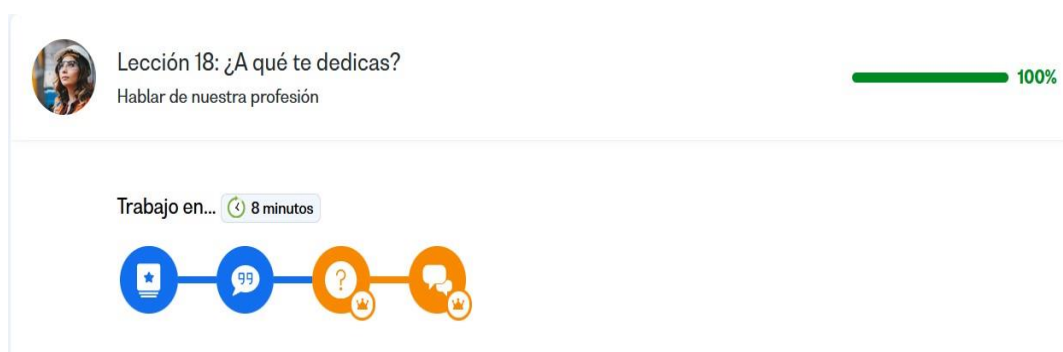 Lección 18: ¿A qué te dedicas?
Hablar de nuestra profesión
100%
Trabajo en... 8 minutos
99
?